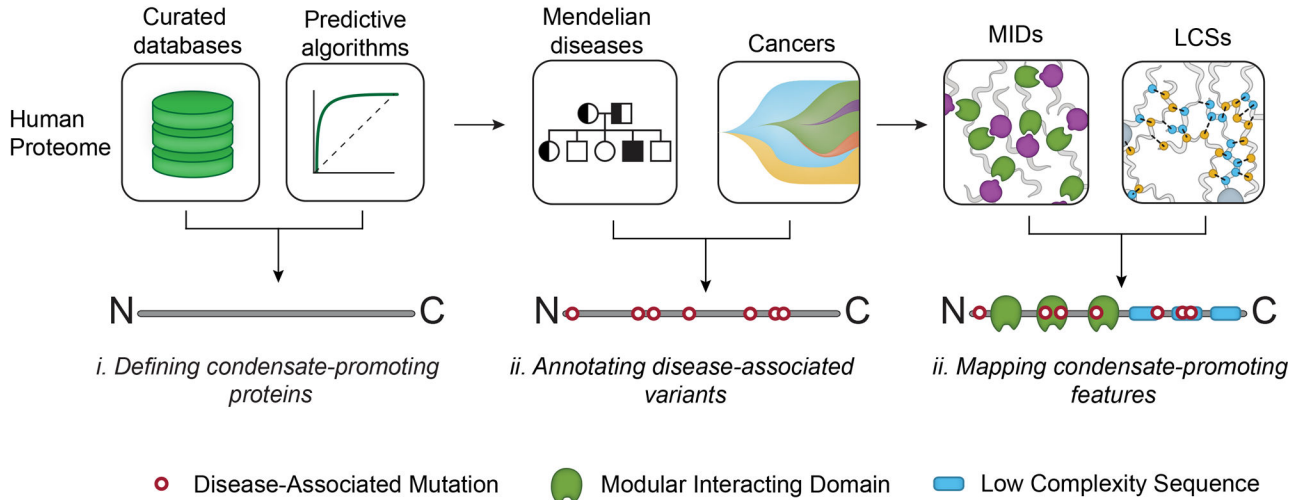 Curated
databases
Predictive
algorithms
Mendelian
diseases
Cancers
MIDs
LCSs
Human
Proteome
N
C
N
C
N
C
i. Defining condensate-promoting
proteins
ii. Annotating disease-associated
variants
ii. Mapping condensate-promoting
features
Disease-Associated Mutation
Modular Interacting Domain
Low Complexity Sequence